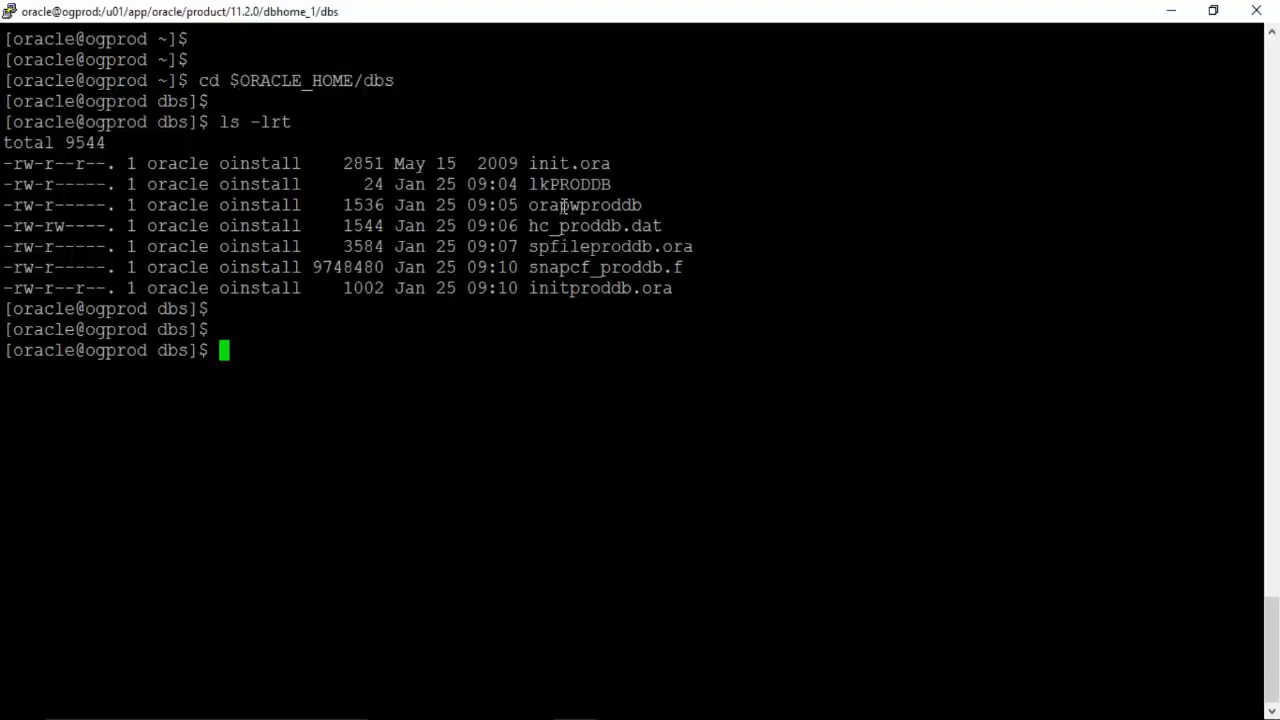 oracle@ogprod:/u01/app/oracle/product/11.2.0/dbhome_1/dbs
[oracle@ogprod ~]$
[oracle@ogprod ~]$
[oracle@ogprod ~]$ cd $ORACLE_HOME/dbs
[oracle@ogprod dbs]$
[oracle@ogprod dbs]$ ls -lrt
total 9544
-rw-r--r--. 1 oracle oinstall    2851 May 15  2009 init.ora
-rw-r-----. 1 oracle oinstall      24 Jan 25 09:04 lkPRODDB
-rw-r-----. 1 oracle oinstall    1536 Jan 25 09:05 orapwproddb
-rw-rw----. 1 oracle oinstall    1544 Jan 25 09:06 hc_proddb.dat
-rw-r-----. 1 oracle oinstall    3584 Jan 25 09:07 spfileproddb.ora
-rw-r-----. 1 oracle oinstall 9748480 Jan 25 09:10 snapcf_proddb.f
-rw-r--r--. 1 oracle oinstall    1002 Jan 25 09:10 initproddb.ora
[oracle@ogprod dbs]$
[oracle@ogprod dbs]$
[oracle@ogprod dbs]$